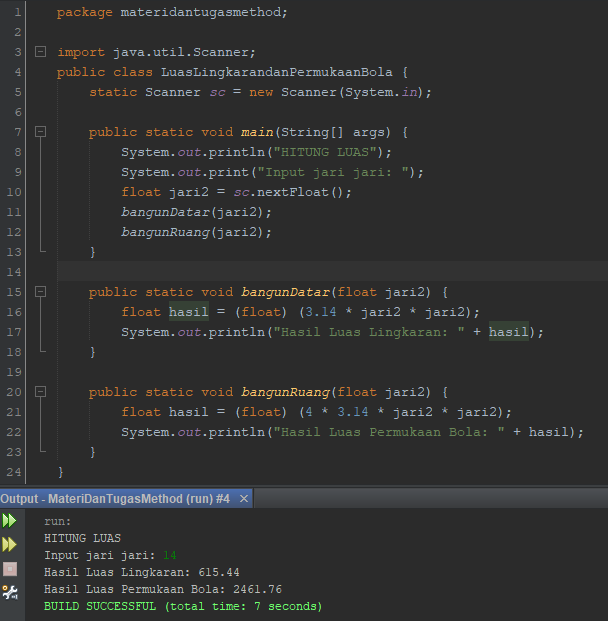 1 package materidantugasmethod;
2
3 import java.util.Scanner;
4 public class LuasLingkarandanPermukaanBola {
5 static Scanner sc = new Scanner(System.in);
6
7 public static void main(String[] args) {
8 System.out.println("HITUNG LUAS");
9 System.out.print("Input jari jari: ");
10 float jari2 = sc.nextFloat();
11 bangunDatar(jari2);
12 bangunRuang(jari2);
13 }
14
15 public static void bangunDatar(float jari2) {
16 float hasil = (float) (3.14 * jari2 * jari2);
17 System.out.println("Hasil Luas Lingkaran: " + hasil);
18 }
19
20 public static void bangunRuang(float jari2) {
21 float hasil = (float) (4 * 3.14 * jari2 * jari2);
22 System.out.println("Hasil Luas Permukaan Bola: " + hasil);
23 }
24 }
Output - MateriDanTugasMethod (run) #4 ×
run:
HITUNG LUAS
Input jari jari: 14
Hasil Luas Lingkaran: 615.44
Hasil Luas Permukaan Bola: 2461.76
BUILD SUCCESSFUL (total time: 7 seconds)